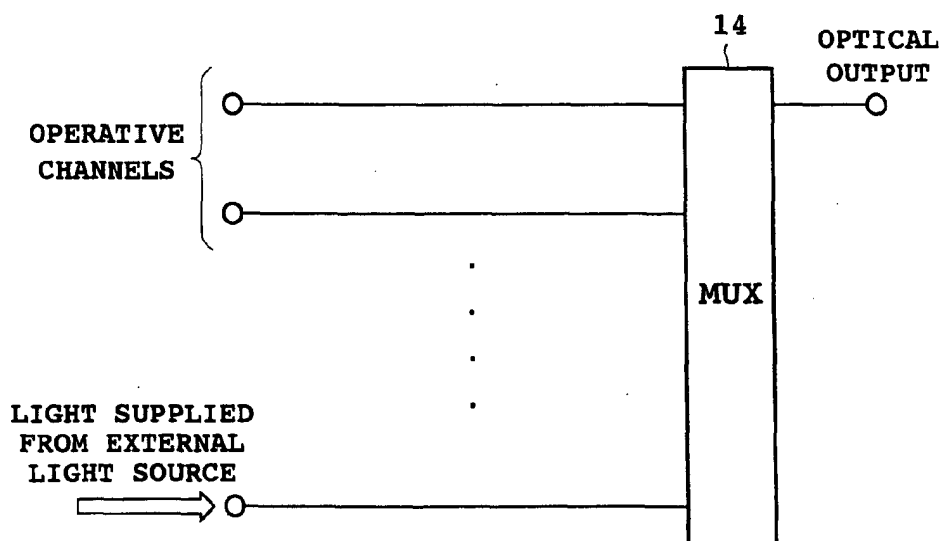 14
OPTICAL
OUTPUT
OPERATIVE
CHANNELS
MUX
LIGHT SUPPLIED
FROM EXTERNAL
LIGHT SOURCE